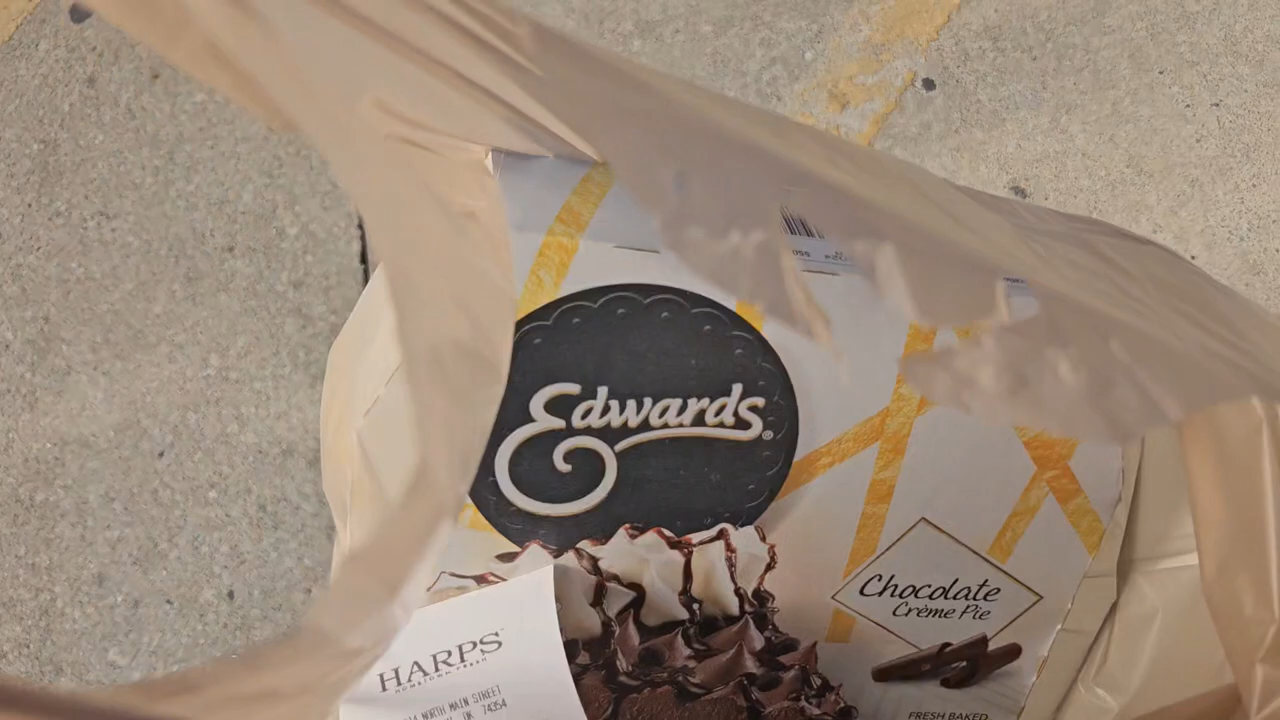 Edwards®
Chocolate
Crème Pie
HARPS
HOMETOWN FRESH
NORTH MAIN STREET
OK 74354
FRESH BAKED